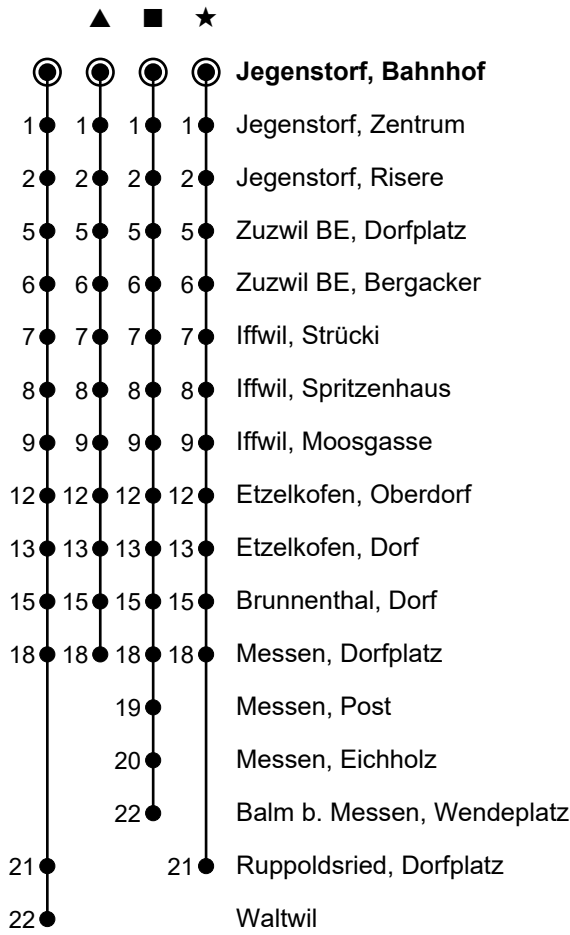 ▲ ■ ★
Jegenstorf, Bahnhof
1 1 1 1 Jegenstorf, Zentrum
2 2 2 2 Jegenstorf, Risere
5 5 5 5 Zuzwil BE, Dorfplatz
6 6 6 6 Zuzwil BE, Bergacker
7 7 7 7 Iffwil, Strücki
8 8 8 8 Iffwil, Spritzenhaus
9 9 9 9 Iffwil, Moosgasse
12 12 12 12 Etzelkofen, Oberdorf
13 13 13 13 Etzelkofen, Dorf
15 15 15 15 Brunnenthal, Dorf
18 18 18 18 Messen, Dorfplatz
19 Messen, Post
20 Messen, Eichholz
22 Balm b. Messen, Wendeplatz
21 21 Ruppoldsried, Dorfplatz
22 Waltwil